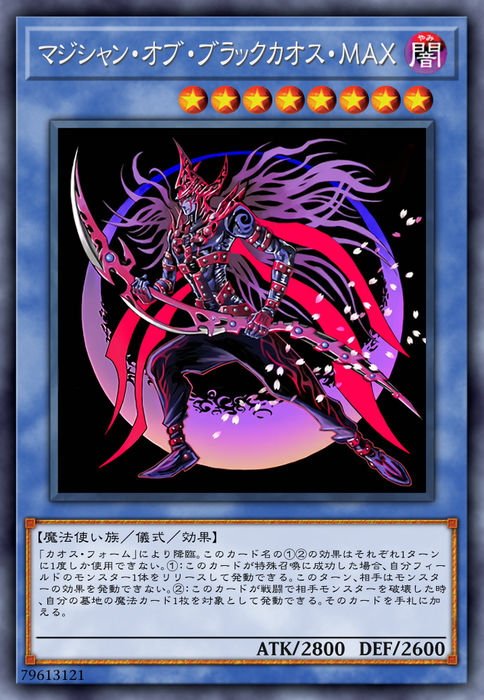 マジシャン・オブ・ブラックカオス・MAX
やみ
闇
【魔法使い族／儀式／効果】
「カオス・フォーム」により降臨。このカード名の①②の効果はそれぞれ1ターン
に1度しか使用できない。①：このカードが特殊召喚に成功した場合、自分フィー
ルドのモンスター1体をリリースして発動できる。このターン、相手はモンスター
の効果を発動できない。②：このカードが戦闘で相手モンスターを破壊した時、
自分の墓地の魔法カード1枚を対象として発動できる。そのカードを手札に加
える。
ATK/2800 DEF/2600
79613121